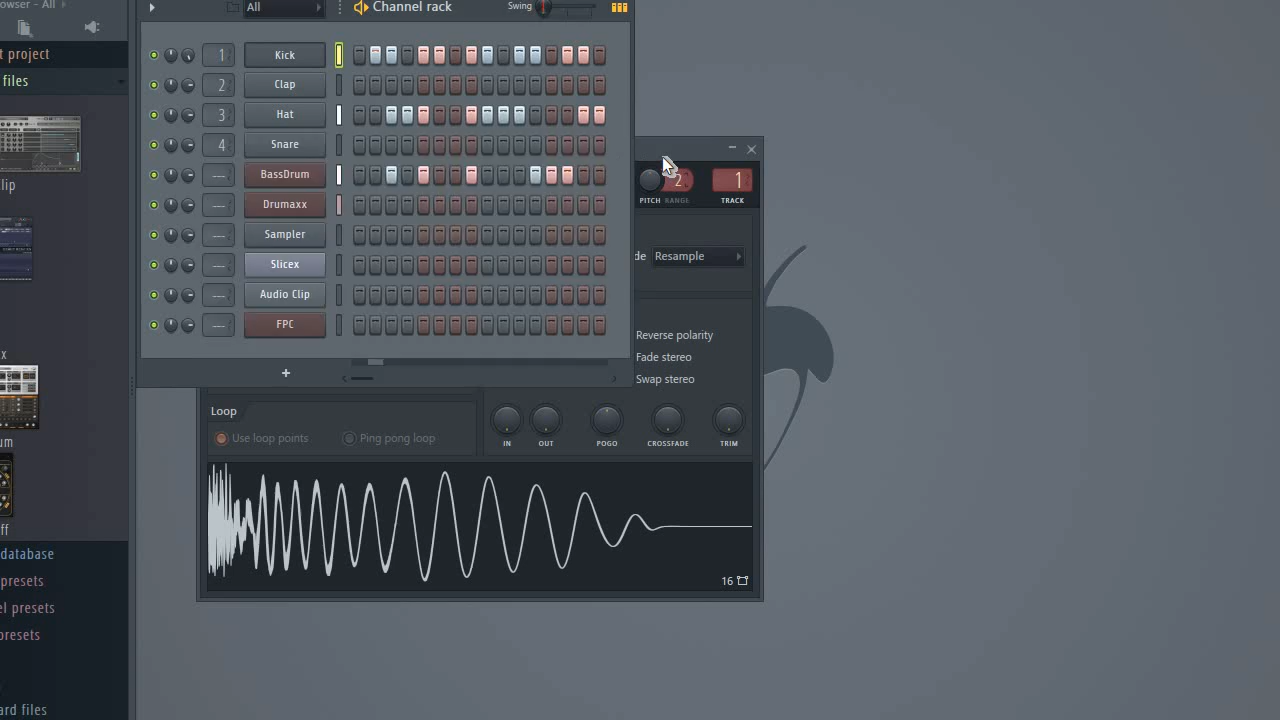 owser - All
All
Channel rack
Swing
t project
files
lip
x
um
ff
database
presets
el presets
presets
ard files
1 Kick
2 Clap
3 Hat
4 Snare
--- BassDrum
--- Drumaxx
--- Sampler
--- Slicex
--- Audio Clip
--- FPC
+
2 1
PITCH RANGE TRACK
de Resample
Reverse polarity
Fade stereo
Swap stereo
Loop
Use loop points Ping pong loop
IN OUT POGO CROSSFADE TRIM
16